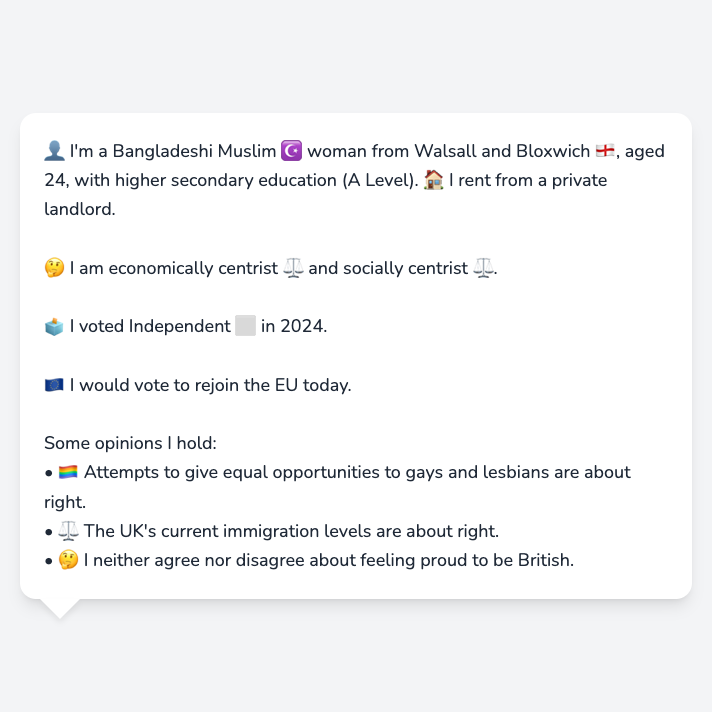 👤 I'm a Bangladeshi Muslim ☪️ woman from Walsall and Bloxwich 🏴󠁧󠁢󠁥󠁮󠁧󠁿, aged
24, with higher secondary education (A Level). 🏠 I rent from a private
landlord.
🤔 I am economically centrist ⚖️ and socially centrist ⚖️.
🗳️ I voted Independent ⬜ in 2024.
🇪🇺 I would vote to rejoin the EU today.
Some opinions I hold:
• 🏳️‍🌈 Attempts to give equal opportunities to gays and lesbians are about
right.
• ⚖️ The UK's current immigration levels are about right.
• 🤔 I neither agree nor disagree about feeling proud to be British.